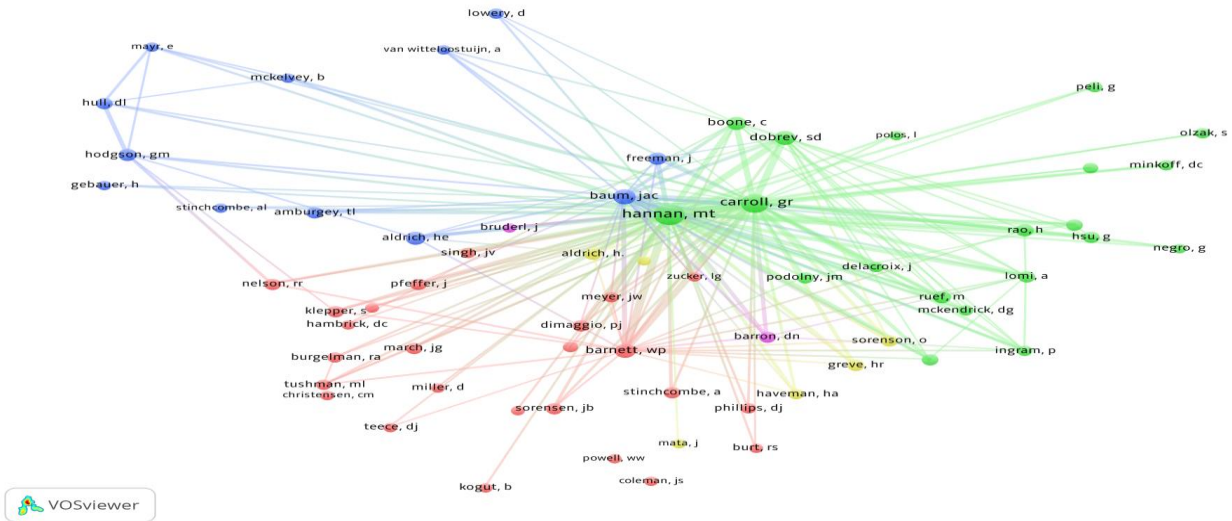 lowery, d
mayr, e
van witteloostuijn, a
mckelvey, b
peli, g
hull, dl
boone, c
dobrev, sd
polos, l
olzak, s
hodgson, gm
freeman, j
minkoff, dc
gebauer, h
baum, jac
carroll, gr
stinchcombe, al
amburgey, tl
hannan, mt
bruderl, j
rao, h
hsu, g
aldrich, he
negro, g
singh, jv
aldrich, h.
delacroix, j
zucker, lg
podolny, jm
lomi, a
nelson, rr
pfeffer, j
meyer, jw
ruef, m
mckendrick, dg
klepper, s
hambrick, dc
dimaggio, pj
barron, dn
sorenson, o
march, jg
barnett, wp
ingram, p
burgelman, ra
greve, hr
tushman, ml
christensen, cm
miller, d
stinchcombe, a
haveman, ha
sorensen, jb
phillips, dj
teece, dj
mata, j
burt, rs
powell, ww
kogut, b
coleman, js
VOSviewer